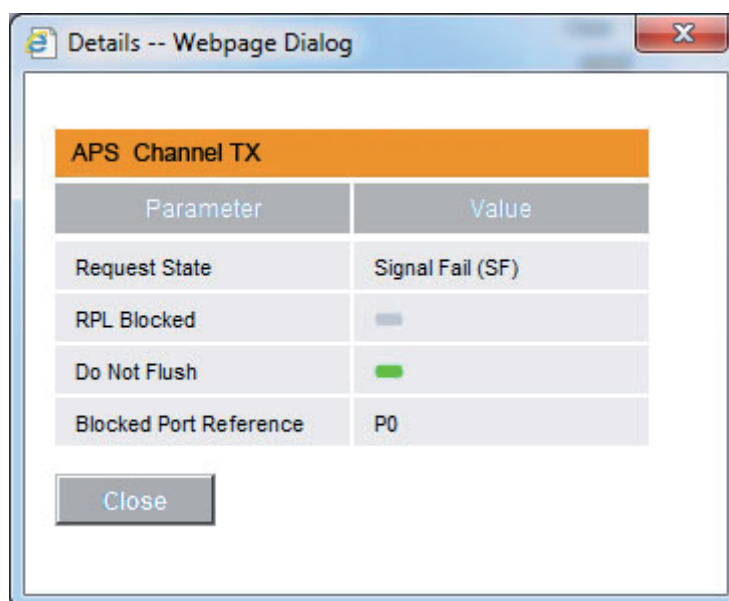 Details -- Webpage Dialog
APS Channel TX
Parameter Value
Request State Signal Fail (SF)
RPL Blocked
Do Not Flush
Blocked Port Reference P0
Close